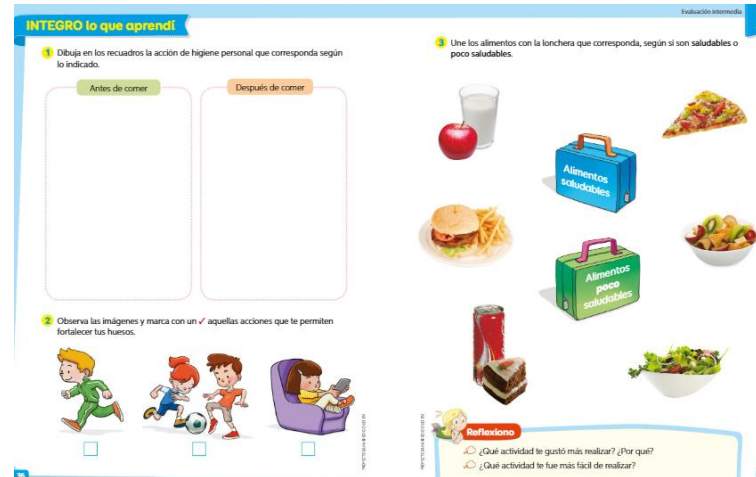 INTEGRO lo que aprendí
1 Dibuja en los recuadros la acción de higiene personal que corresponda según
lo indicado.
Antes de comer
Después de comer
2 Observa las imágenes y marca con un ✓ aquellas acciones que te permiten
fortalecer tus huesos.
36
Evaluación intermedia
3 Une los alimentos con la lonchera que corresponda, según si son saludables o
poco saludables.
Alimentos
saludables
Alimentos
poco
saludables
Reflexiono
¿Qué actividad te gustó más realizar? ¿Por qué?
¿Qué actividad te fue más fácil de realizar?